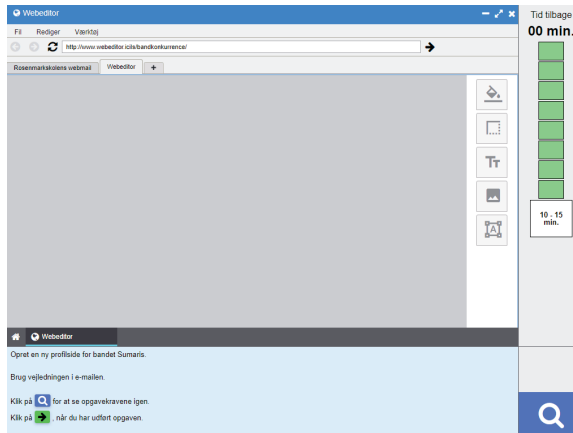 Webeditor
Tid tilbage
Fil Rediger Værktøj
00 min.
http://www.webeditor.icils/bandkonkurrence/
Rosenmarkskolens webmail Webeditor +
Tт
10 - 15
min.
A
Webeditor
Opret en ny profilside for bandet Sumaris.
Brug vejledningen i e-mailen.
Klik på for at se opgavekravene igen.
Klik på , når du har udført opgaven.